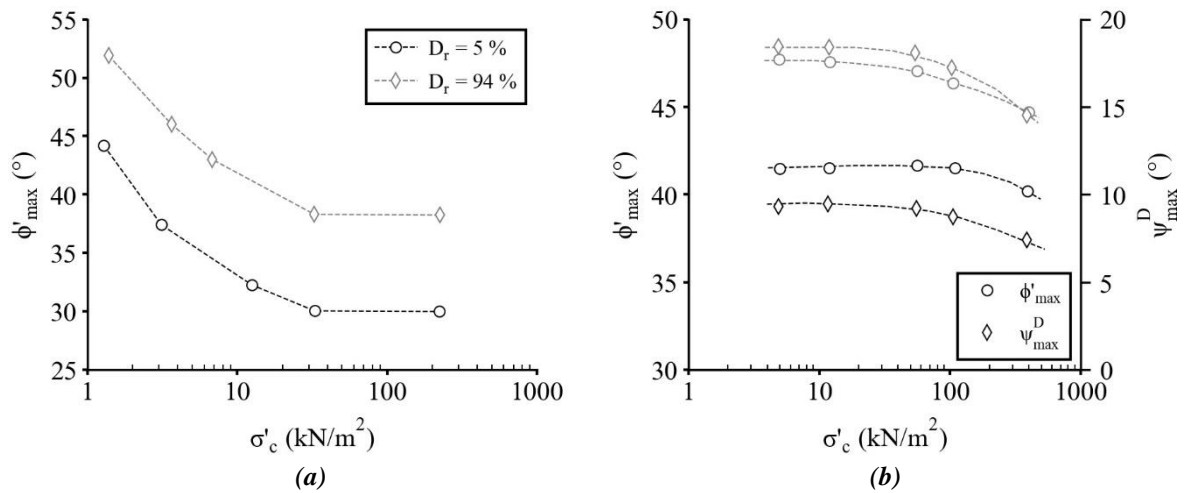 55
50
45
40
35
30
25
ϕ'max (°)
1
10
100
1000
σ'c (kN/m²)
Dr = 5 %
Dr = 94 %
(a)
50
45
40
35
30
ϕ'max (°)
20
15
10
5
0
ψᴰmax (°)
1
10
100
1000
σ'c (kN/m²)
ϕ'max
ψᴰmax
(b)